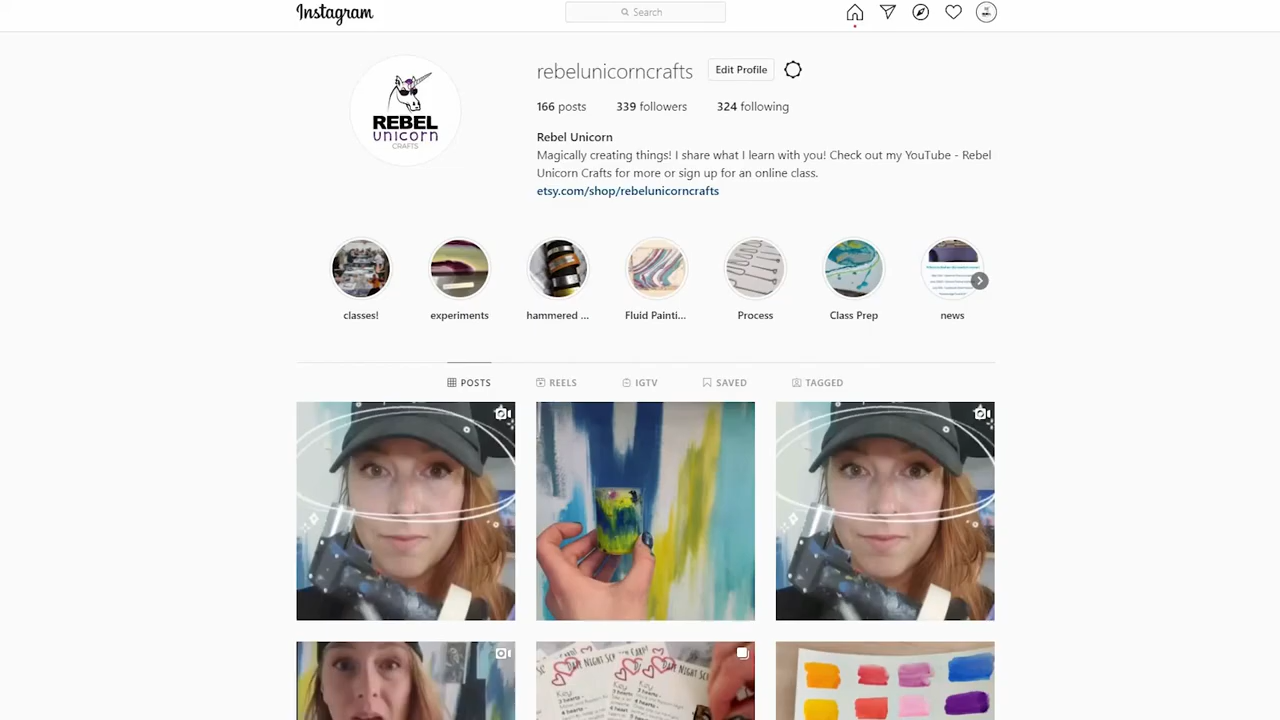 Instagram
Search
rebelunicorncrafts Edit Profile
166 posts 339 followers 324 following
REBEL
unicorn
CRAFTS
Rebel Unicorn
Magically creating things! I share what I learn with you! Check out my YouTube - Rebel
Unicorn Crafts for more or sign up for an online class.
etsy.com/shop/rebelunicorncrafts
classes! experiments hammered ... Fluid Painti... Process Class Prep news
POSTS REELS IGTV SAVED TAGGED
NIGHT
Key